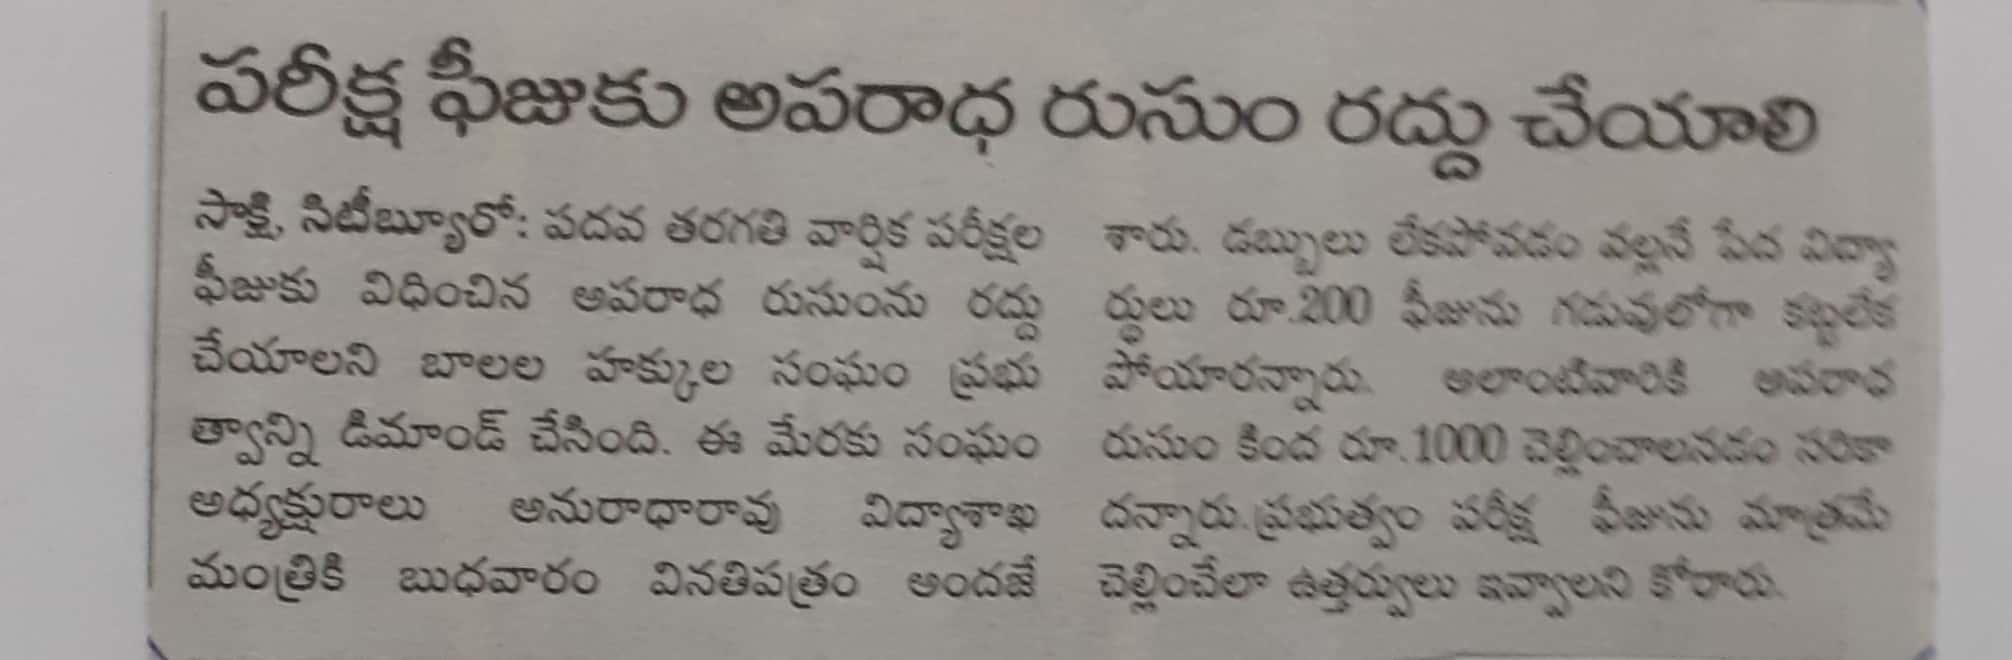 పరీక్ష ఫీజుకు అపరాధ రుసుం రద్దు చేయాలి
సాక్షి, సిటీబ్యూరో: పదవ తరగతి వార్షిక పరీక్షల
ఫీజుకు విధించిన అపరాధ రుసుంను రద్దు
చేయాలని బాలల హక్కుల సంఘం ప్రభు
త్వాన్ని డిమాండ్ చేసింది. ఈ మేరకు సంఘం
అధ్యక్షురాలు అనురాధారావు విద్యాశాఖ
మంత్రికి బుధవారం వినతిపత్రం అందజే
శారు. డబ్బులు లేకపోవడం వల్లనే పేద విద్యా
ర్థులు రూ.200 ఫీజును గడువులోగా కట్టలేక
పోయారన్నారు. అలాంటివారికి అపరాధ
రుసుం కింద రూ.1000 చెల్లించాలనడం సరికా
దన్నారు. ప్రభుత్వం పరీక్ష ఫీజును మాత్రమే
చెల్లించేలా ఉత్తర్వులు ఇవ్వాలని కోరారు.